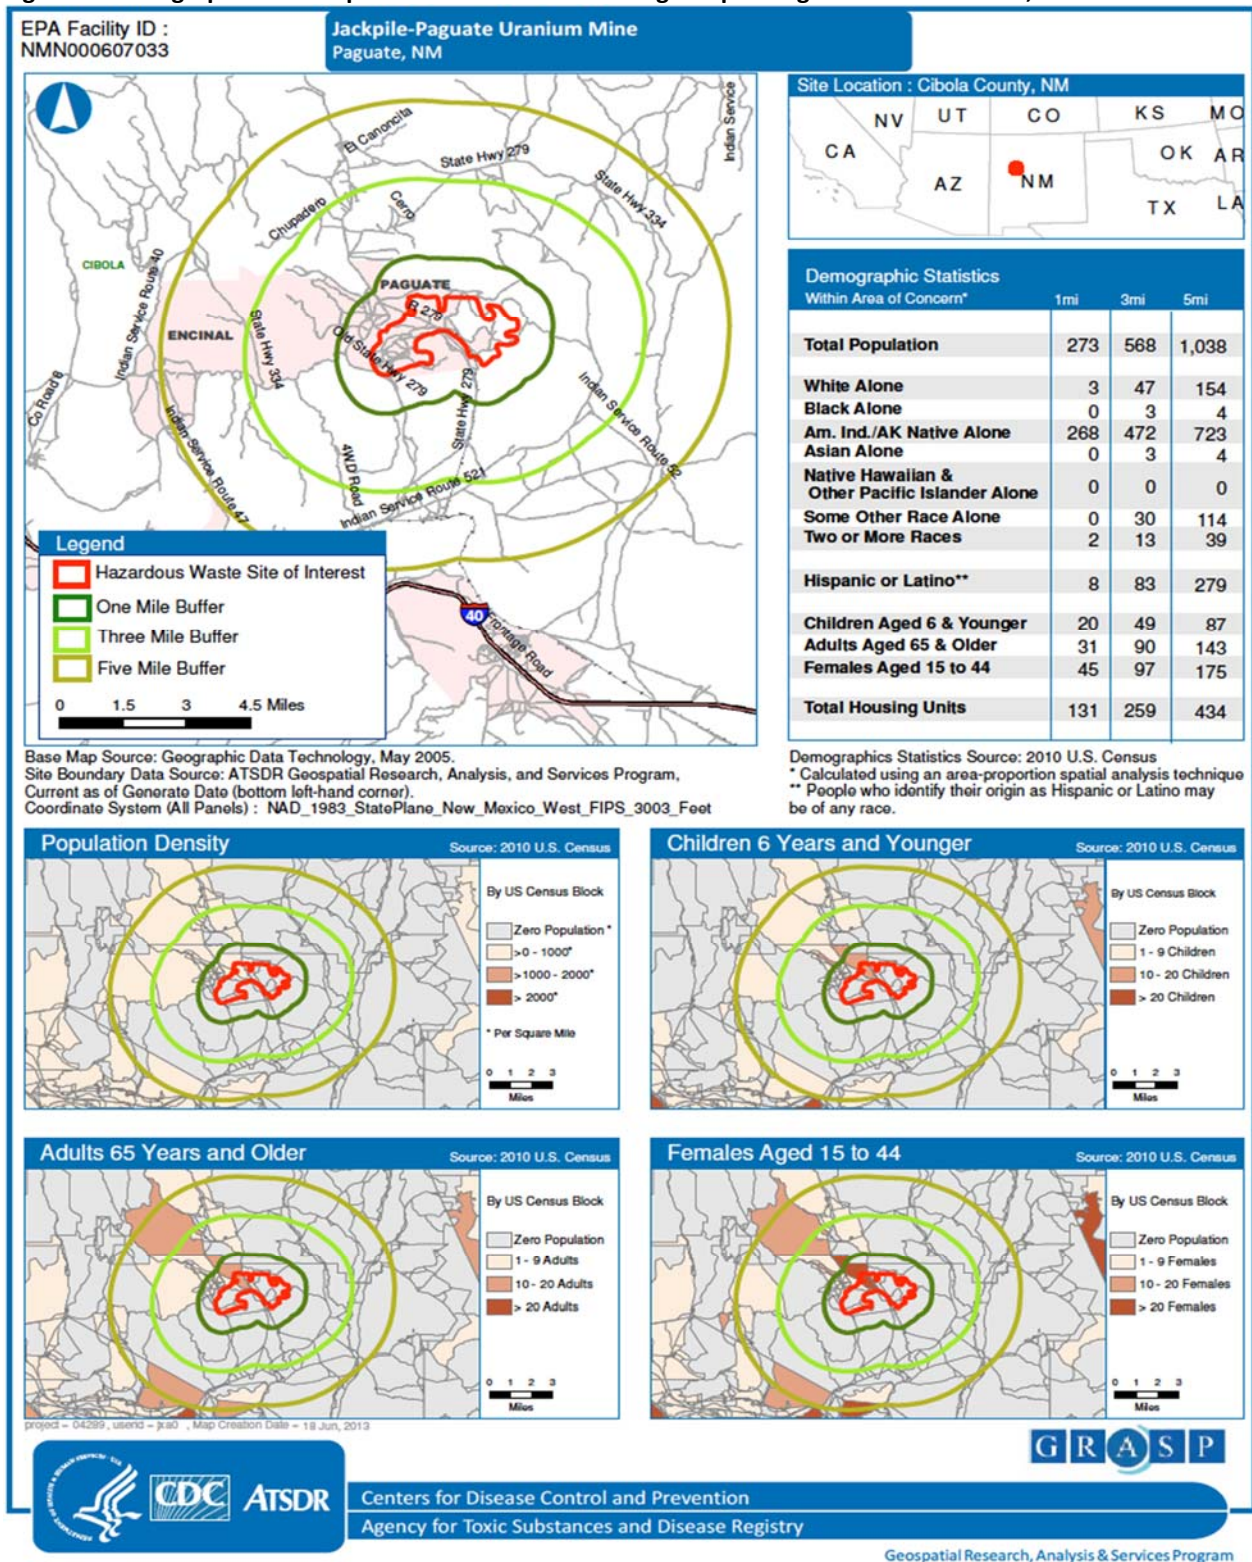 EPA Facility ID :
NMN000607033
Jackpile-Paguate Uranium Mine
Paguate, NM
El Canoncita
State Hwy 279
Indian Service
State Hwy 334
Cerro
Chupadero
CIBOLA
Indian Service Route 40
PAGUATE
R 279
ENCINAL
State Hwy 334
Old State Hwy 279
State Hwy 279
Indian Service Route 52
Co Road 8
Indian Service Route 47
4WD Road
Indian Service Route 521
40
Frontage Road
Legend
Hazardous Waste Site of Interest
One Mile Buffer
Three Mile Buffer
Five Mile Buffer
0 1.5 3 4.5 Miles
Site Location : Cibola County, NM
NV UT CO KS MO
CA AZ NM OK AR
TX LA
Demographic Statistics
Within Area of Concern* 1mi 3mi 5mi
Total Population 273 568 1,038
White Alone 3 47 154
Black Alone 0 3 4
Am. Ind./AK Native Alone 268 472 723
Asian Alone 0 3 4
Native Hawaiian &
Other Pacific Islander Alone 0 0 0
Some Other Race Alone 0 30 114
Two or More Races 2 13 39
Hispanic or Latino** 8 83 279
Children Aged 6 & Younger 20 49 87
Adults Aged 65 & Older 31 90 143
Females Aged 15 to 44 45 97 175
Total Housing Units 131 259 434
Base Map Source: Geographic Data Technology, May 2005.
Site Boundary Data Source: ATSDR Geospatial Research, Analysis, and Services Program,
Current as of Generate Date (bottom left-hand corner).
Coordinate System (All Panels) : NAD_1983_StatePlane_New_Mexico_West_FIPS_3003_Feet
Demographics Statistics Source: 2010 U.S. Census
* Calculated using an area-proportion spatial analysis technique
** People who identify their origin as Hispanic or Latino may
be of any race.
Population Density Source: 2010 U.S. Census
By US Census Block
Zero Population *
>0 - 1000*
>1000 - 2000*
> 2000*
* Per Square Mile
0 1 2 3
Miles
Children 6 Years and Younger Source: 2010 U.S. Census
By US Census Block
Zero Population
1 - 9 Children
10 - 20 Children
> 20 Children
0 1 2 3
Miles
Adults 65 Years and Older Source: 2010 U.S. Census
By US Census Block
Zero Population
1 - 9 Adults
10 - 20 Adults
> 20 Adults
0 1 2 3
Miles
Females Aged 15 to 44 Source: 2010 U.S. Census
By US Census Block
Zero Population
1 - 9 Females
10 - 20 Females
> 20 Females
0 1 2 3
Miles
project = 04289, userid = jxa0 , Map Creation Date = 18 Jun, 2013
GRASP
CDC ATSDR
Centers for Disease Control and Prevention
Agency for Toxic Substances and Disease Registry
Geospatial Research, Analysis & Services Program